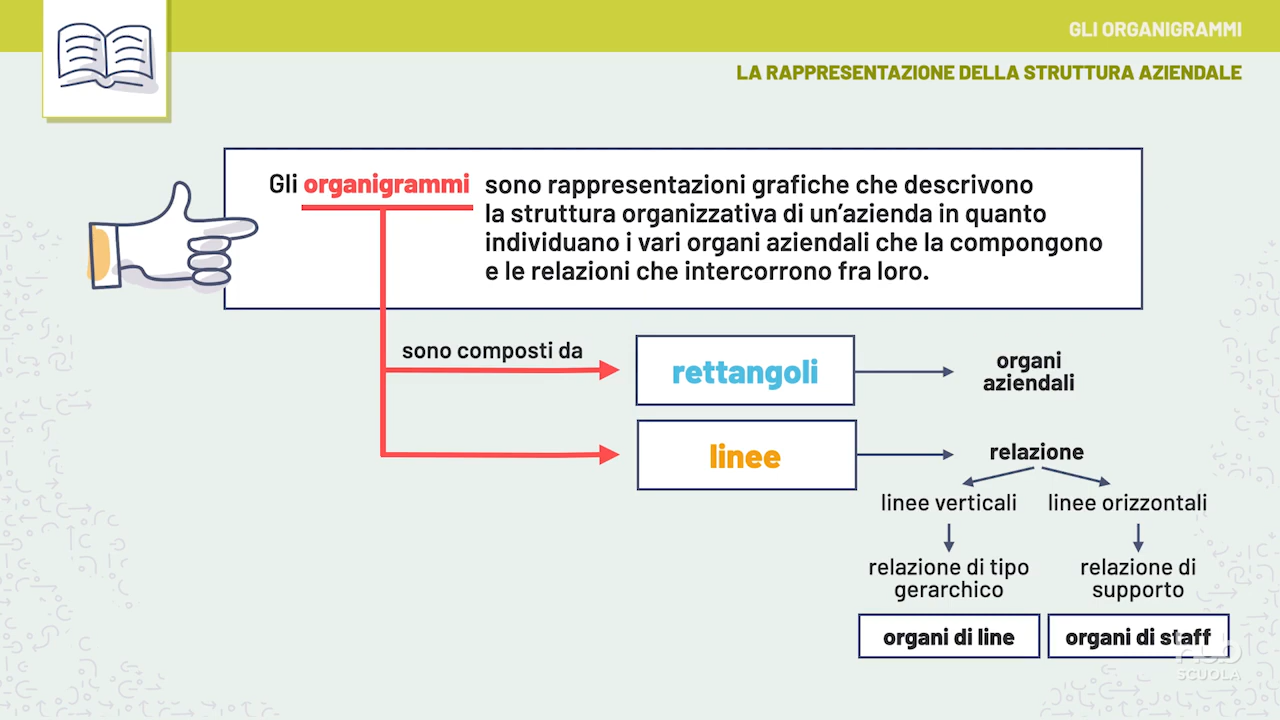 GLI ORGANIGRAMMI
LA RAPPRESENTAZIONE DELLA STRUTTURA AZIENDALE
Gli organigrammi sono rappresentazioni grafiche che descrivono
la struttura organizzativa di un'azienda in quanto
individuano i vari organi aziendali che la compongono
e le relazioni che intercorrono fra loro.
sono composti da
rettangoli
organi
aziendali
linee
relazione
linee verticali
linee orizzontali
relazione di tipo
gerarchico
relazione di
supporto
organi di line
organi di staff
hub
SCUOLA